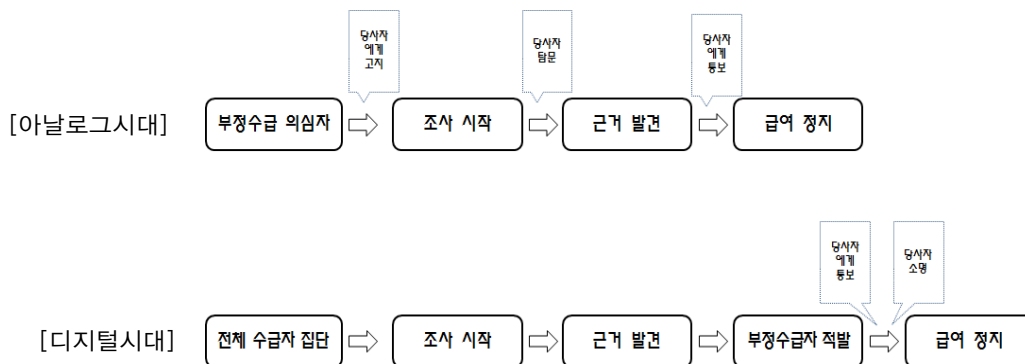 당사자
에게
고지
당사자
탐문
당사자
에게
통보
[아날로그시대]
부정수급 의심자
조사 시작
근거 발견
급여 정지
당사자
에게
통보
당사자
소명
[디지털시대]
전체 수급자 집단
조사 시작
근거 발견
부정수급자 적발
급여 정지